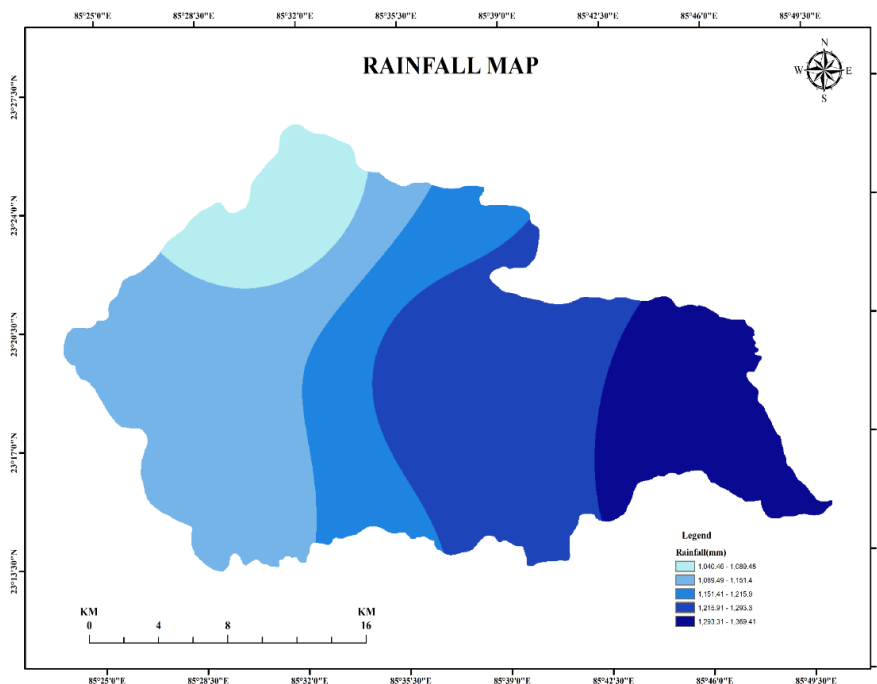 85°25'0"E 85°28'30"E 85°32'0"E 85°35'30"E 85°39'0"E 85°42'30"E 85°46'0"E 85°49'30"E
RAINFALL MAP
N
W E
S
23°27'30"N
23°24'0"N
23°20'30"N
23°17'0"N
23°13'30"N
Legend
Rainfall(mm)
1,040.46 - 1,089.48
1,089.49 - 1,151.4
1,151.41 - 1,215.9
1,215.91 - 1,293.3
1,293.31 - 1,369.41
KM KM
0 4 8 16
85°25'0"E 85°28'30"E 85°32'0"E 85°35'30"E 85°39'0"E 85°42'30"E 85°46'0"E 85°49'30"E